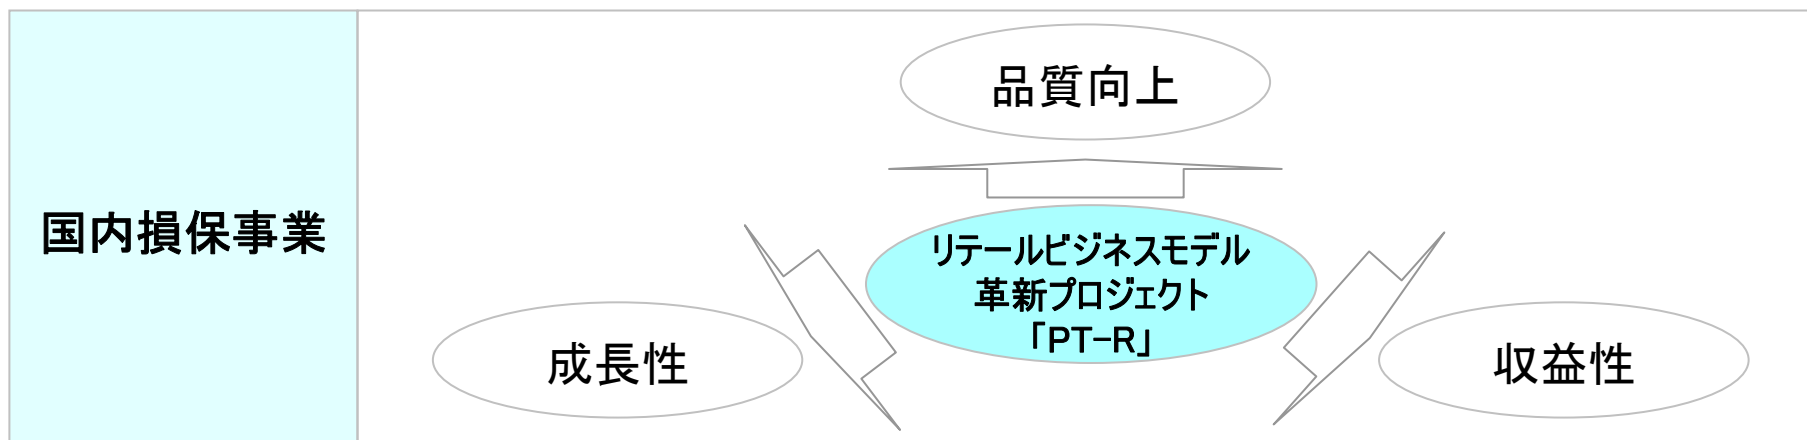 国内損保事業
品質向上
リテールビジネスモデル
革新プロジェクト
「PT-R」
成長性
収益性